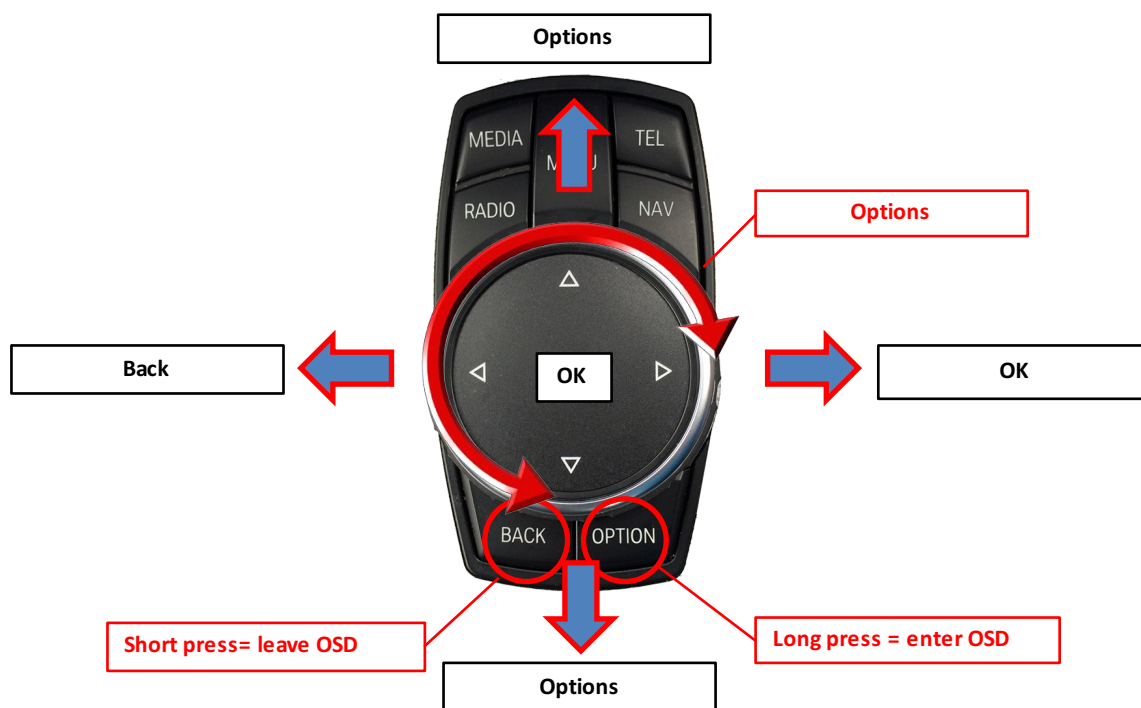 Options
MEDIA
MENU
TEL
RADIO
NAV
Options
Back
OK
OK
BACK
OPTION
Short press= leave OSD
Long press = enter OSD
Options